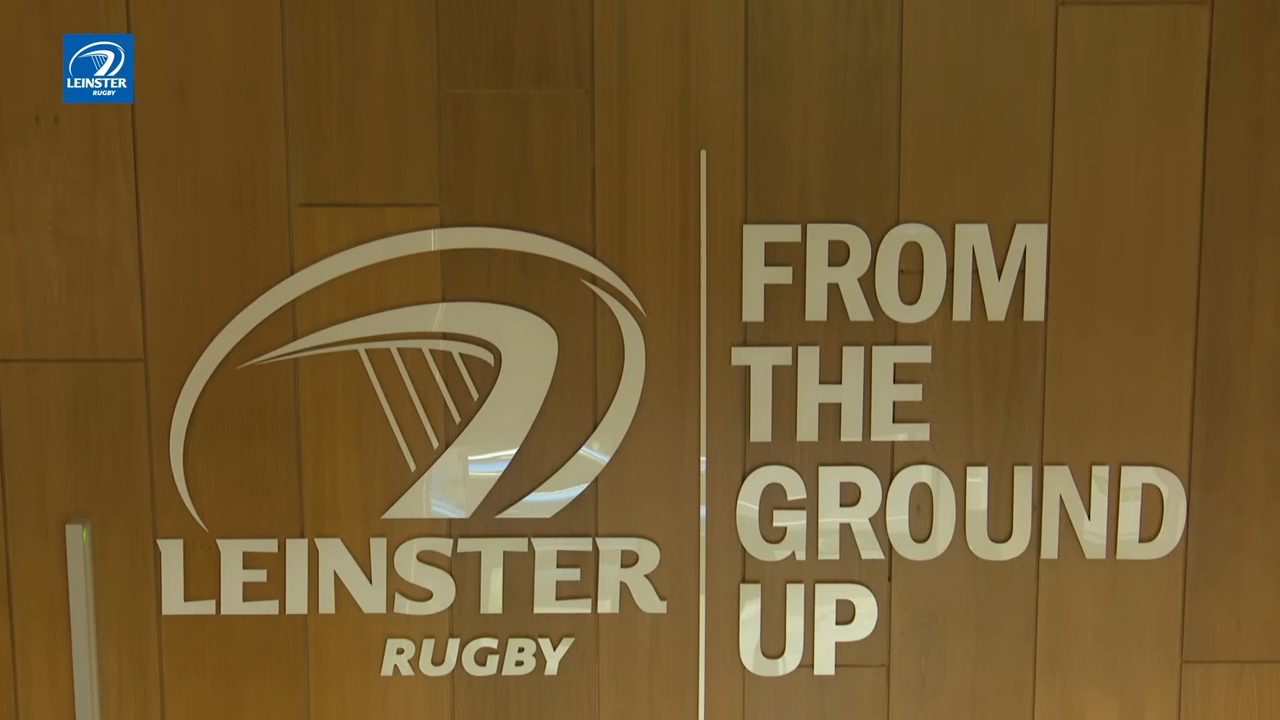 LEINSTER
RUGBY
LEINSTER
RUGBY
FROM
THE
GROUND
UP